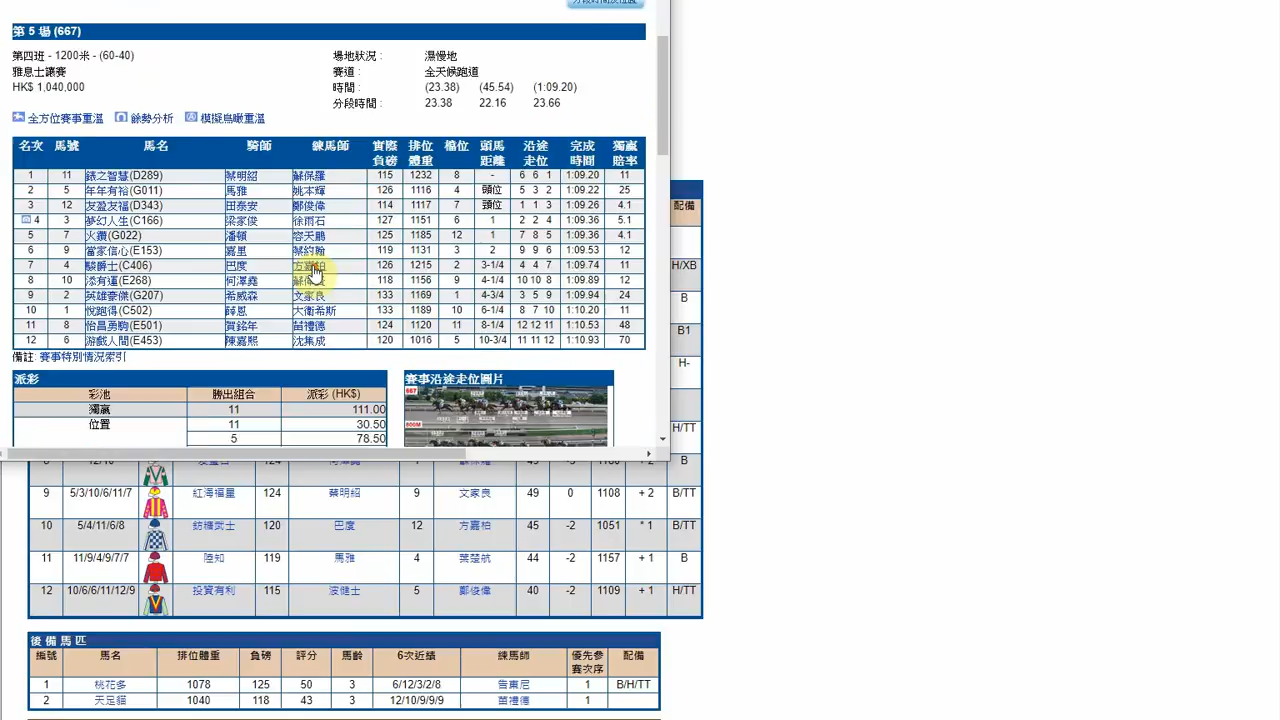 第 5 場 (667)
第四班 - 1200米 - (60-40) 場地狀況 : 濕慢地
雅息士讓賽 賽道 : 全天候跑道
HK$ 1,040,000 時間 : (23.38) (45.54) (1:09.20)
分段時間 : 23.38 22.16 23.66
全方位賽事重溫 餘勢分析 模擬鳥瞰重溫
名次 馬號 馬名 騎師 練馬師 實際負磅 排位體重 檔位 頭馬距離 沿途走位 完成時間 獨贏賠率
1 11 錶之智慧(D289) 蔡明紹 蘇保羅 115 1232 8 - 6 6 1 1:09.20 11
2 5 年年有裕(G011) 馬雅 姚本輝 126 1116 4 頸位 5 3 2 1:09.22 25
3 12 友盈友福(D343) 田泰安 鄭俊偉 114 1117 7 頭位 1 1 3 1:09.26 4.1
4 3 夢幻人生(C166) 梁家俊 徐雨石 127 1151 6 1 2 2 4 1:09.36 5.1
5 7 火鑽(G022) 潘頓 容天鵬 125 1185 12 1 7 8 5 1:09.36 4.1
6 9 當家信心(E153) 嘉里 蔡約翰 119 1131 3 2 9 9 6 1:09.53 12
7 4 駿爵士(C406) 巴度 方嘉柏 126 1215 2 3-1/4 4 4 7 1:09.74 11
8 10 添有運(E268) 何澤堯 118 1156 9 4-1/4 10 10 8 1:09.89 12
9 2 英雄豪傑(G207) 希威森 文家良 133 1169 1 4-3/4 3 5 9 1:09.94 24
10 1 悅跑得(C502) 薛恩 大衛希斯 133 1189 10 6-1/4 8 7 10 1:10.20 11
11 8 怡昌勇駒(E501) 賀銘年 苗禮德 124 1120 11 8-1/4 12 12 11 1:10.53 48
12 6 游戲人間(E453) 陳嘉熙 沈集成 120 1016 5 10-3/4 11 11 12 1:10.93 70
備註: 賽事特別情況索引
派彩 賽事沿途走位圖片
彩池 勝出組合 派彩 (HK$)
獨贏 11 111.00
位置 11 30.50
5 78.50
配備
H/XB
B
B1
H-
H/TT
B
9 5/3/10/6/11/7 紅海福星 124 蔡明紹 9 文家良 49 0 1108 + 2 B/TT
10 5/4/11/6/8 紡織武士 120 巴度 12 方嘉柏 45 -2 1051 * 1 B/TT
11 11/9/4/9/7/7 陸知 119 馬雅 4 葉楚航 44 -2 1157 + 1 B
12 10/6/6/11/12/9 投資有利 115 波健士 5 鄭俊偉 40 -2 1109 + 1 H/TT
後備馬匹
編號 馬名 排位體重 負磅 評分 馬齡 6次近績 練馬師 優先參賽次序 配備
1 桃花多 1078 125 50 3 6/12/3/2/8 告東尼 1 B/H/TT
2 天足貓 1040 118 43 3 12/10/9/9/9 苗禮德 1